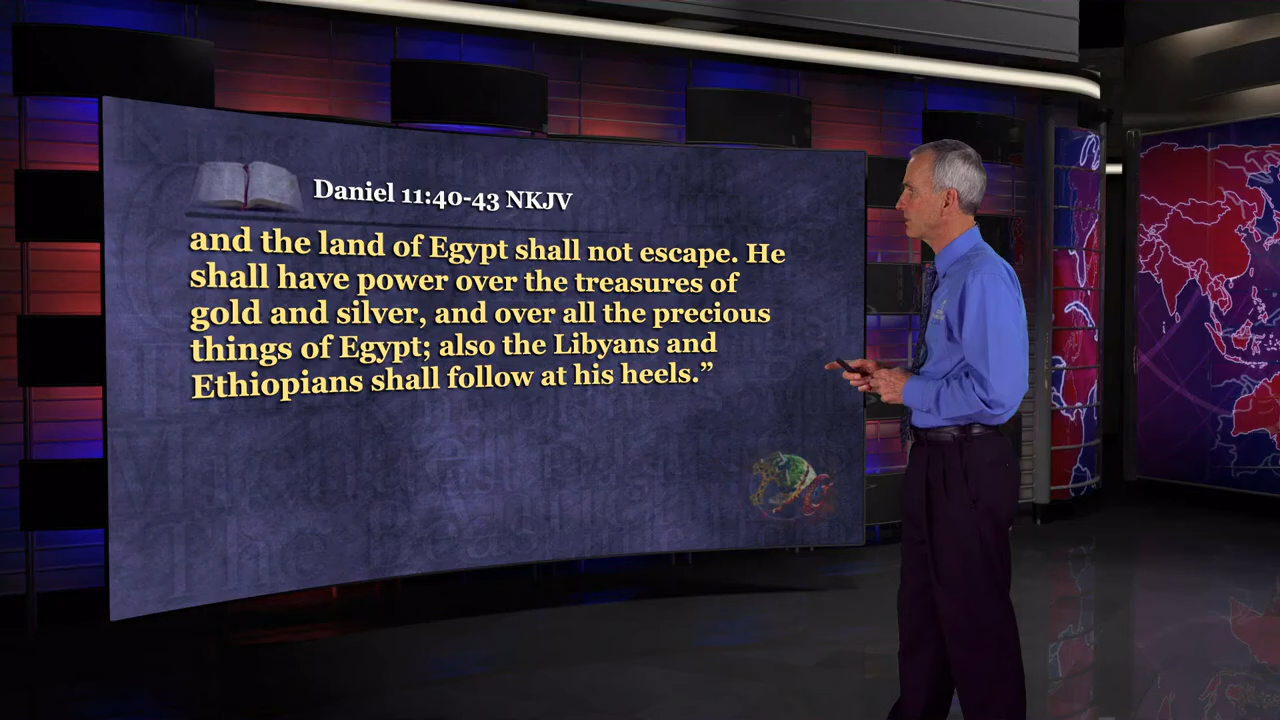 Daniel 11:40-43 NKJV
and the land of Egypt shall not escape. He
shall have power over the treasures of
gold and silver, and over all the precious
things of Egypt; also the Libyans and
Ethiopians shall follow at his heels.”